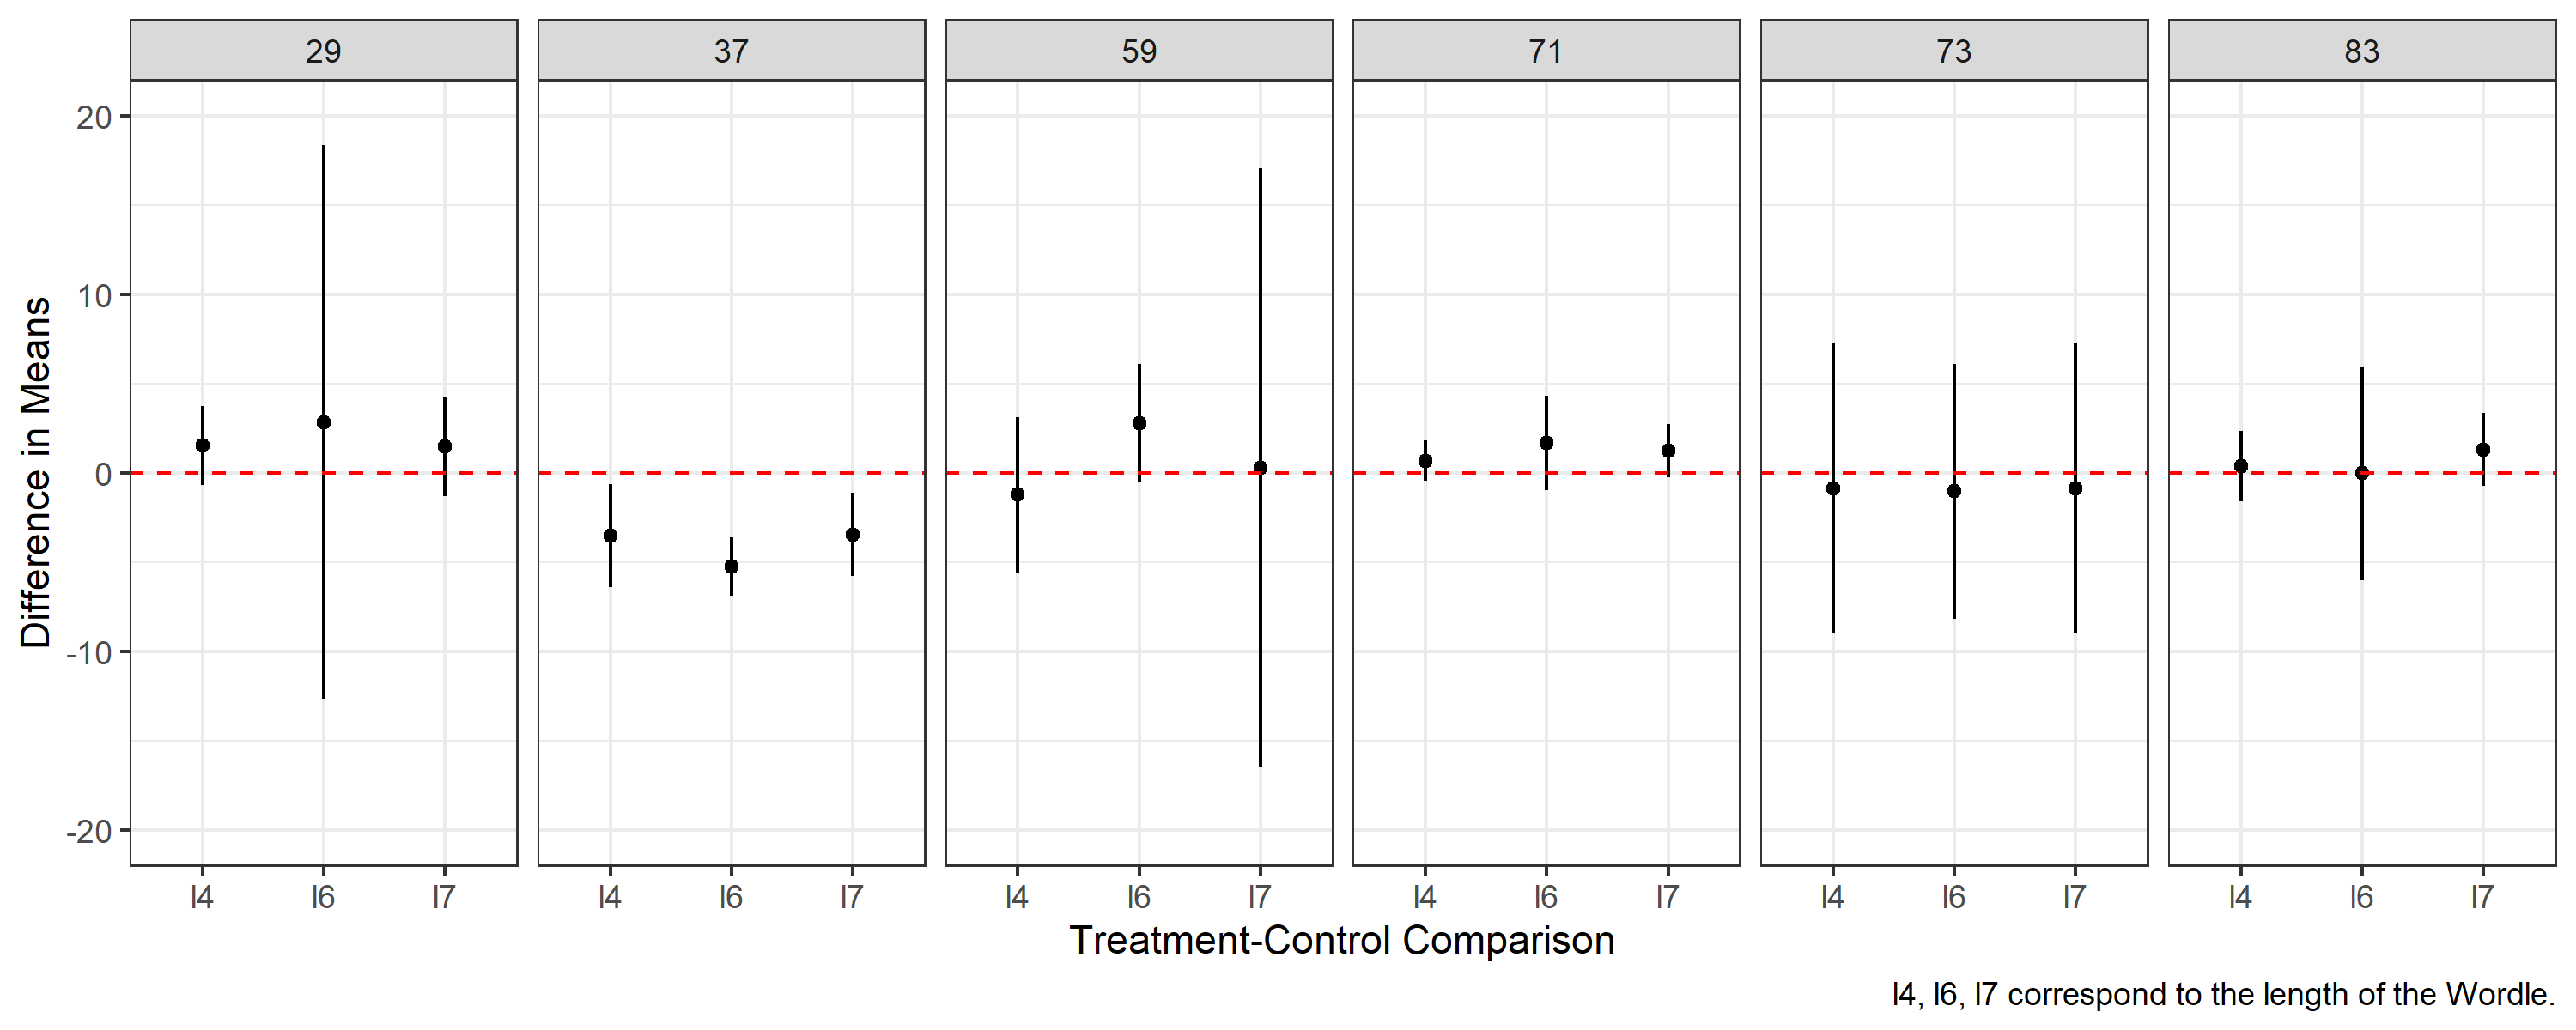 29 37 59 71 73 83
20
10
0
-10
-20
Difference in Means
l4 l6 l7 l4 l6 l7 l4 l6 l7 l4 l6 l7 l4 l6 l7 l4 l6 l7
Treatment-Control Comparison
l4, l6, l7 correspond to the length of the Wordle.